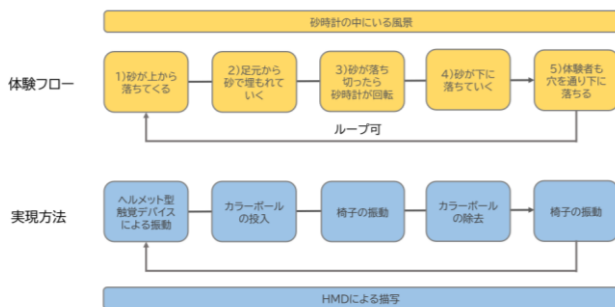 砂時計の中にいる風景
体験フロー
1)砂が上から
落ちてくる
2)足元から
砂で埋もれて
いく
3)砂が落ち
切ったら
砂時計が回転
4)砂が下に
落ちていく
5)体験者も
穴を通り下に
落ちる
ループ可
実現方法
ヘルメット型
触覚デバイス
による振動
カラーボール
の投入
椅子の振動
カラーボール
の除去
椅子の振動
HMDによる描写